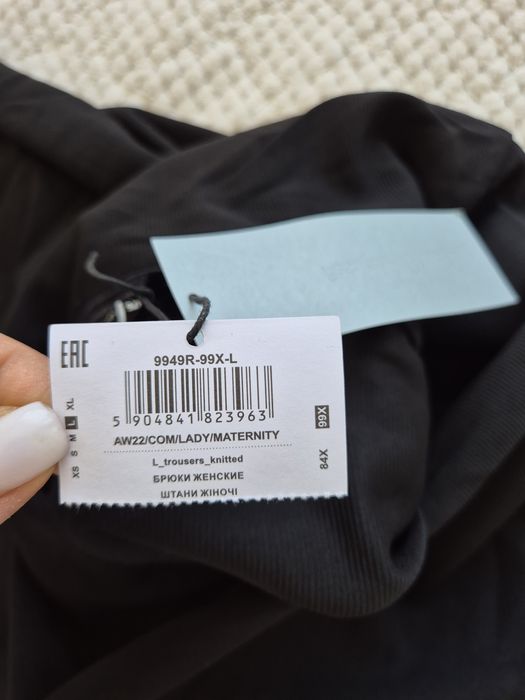 EAC
9949R-99X-L
5 904841 823963
AW22/COM/LADY/MATERNITY
L_trousers_knitted
БРЮКИ ЖЕНСКИЕ
ШТАНИ ЖІНОЧІ
XS S M L XL
84X 99X